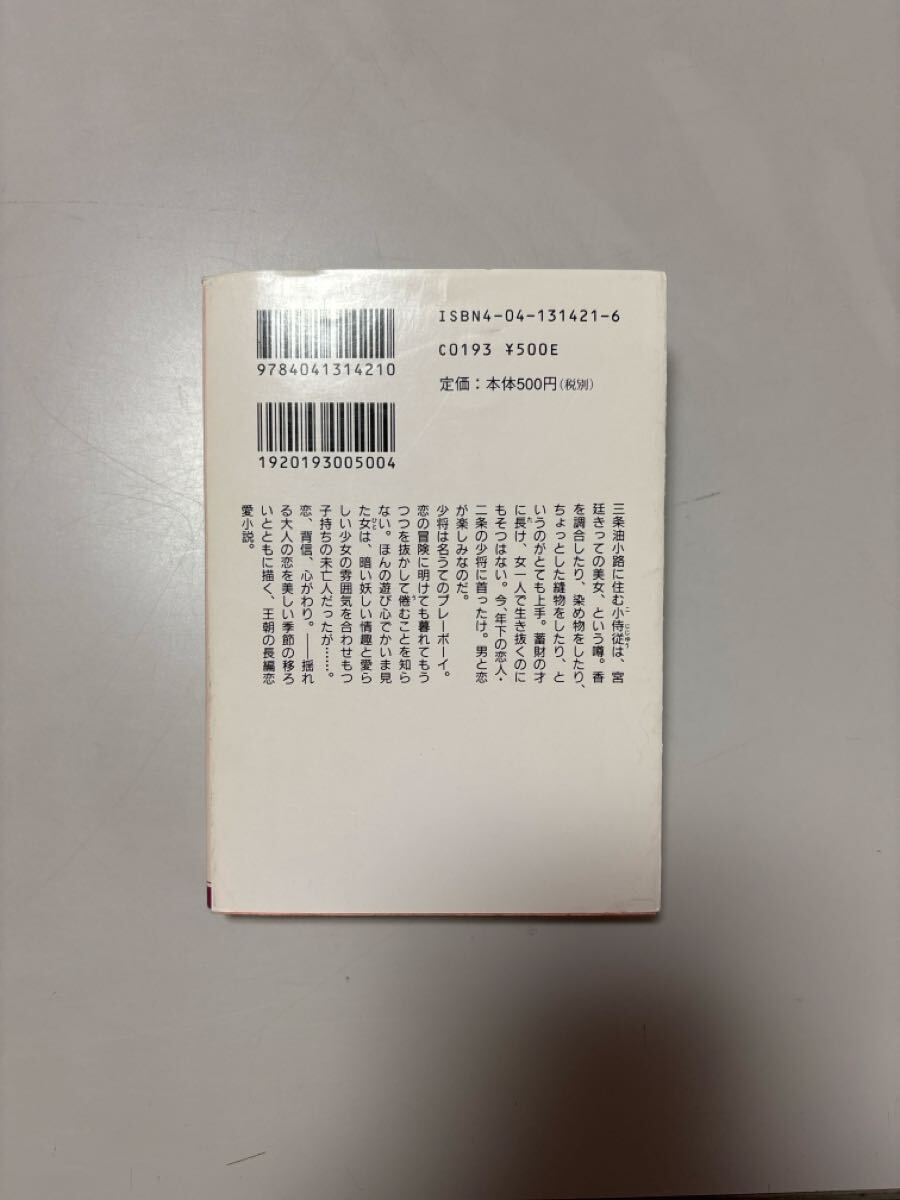 ISBN4-04-131421-6
C0193 ¥500E
定価：本体500円（税別）
9784041314210
1920193005004
三条油小路に住む小侍従は、宮
廷きっての美女、という噂。香
を調合したり、染め物をしたり、
ちょっとした縫物をしたり、と
いうのがとても上手。蓄財の才
に長け、女一人で生き抜くのに
もそつはない。今、年下の恋人・
二条の少将に首ったけ。男と恋
が楽しみなのだ。
少将は名うてのプレーボーイ。
恋の冒険に明けても暮れてもう
つつを抜かして倦むことを知ら
ない。ほんの遊び心でかいま見
た女は、暗い妖しい情趣と愛ら
しい少女の雰囲気を合わせもつ
子持ちの未亡人だったが……。
恋、背信、心がわり。――揺れ
る大人の恋を美しい季節の移ろ
いとともに描く、王朝の長編恋
愛小説。